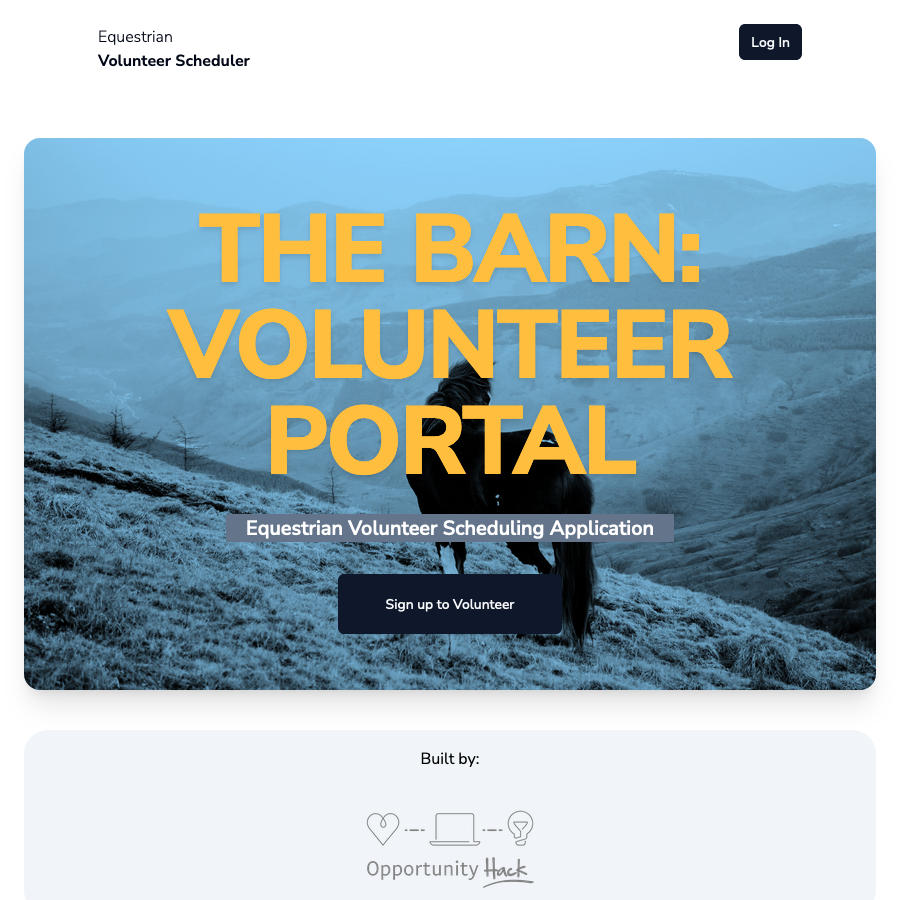 Equestrian
Volunteer Scheduler
Log In
THE BARN:
VOLUNTEER
PORTAL
Equestrian Volunteer Scheduling Application
Sign up to Volunteer
Built by:
Opportunity Hack